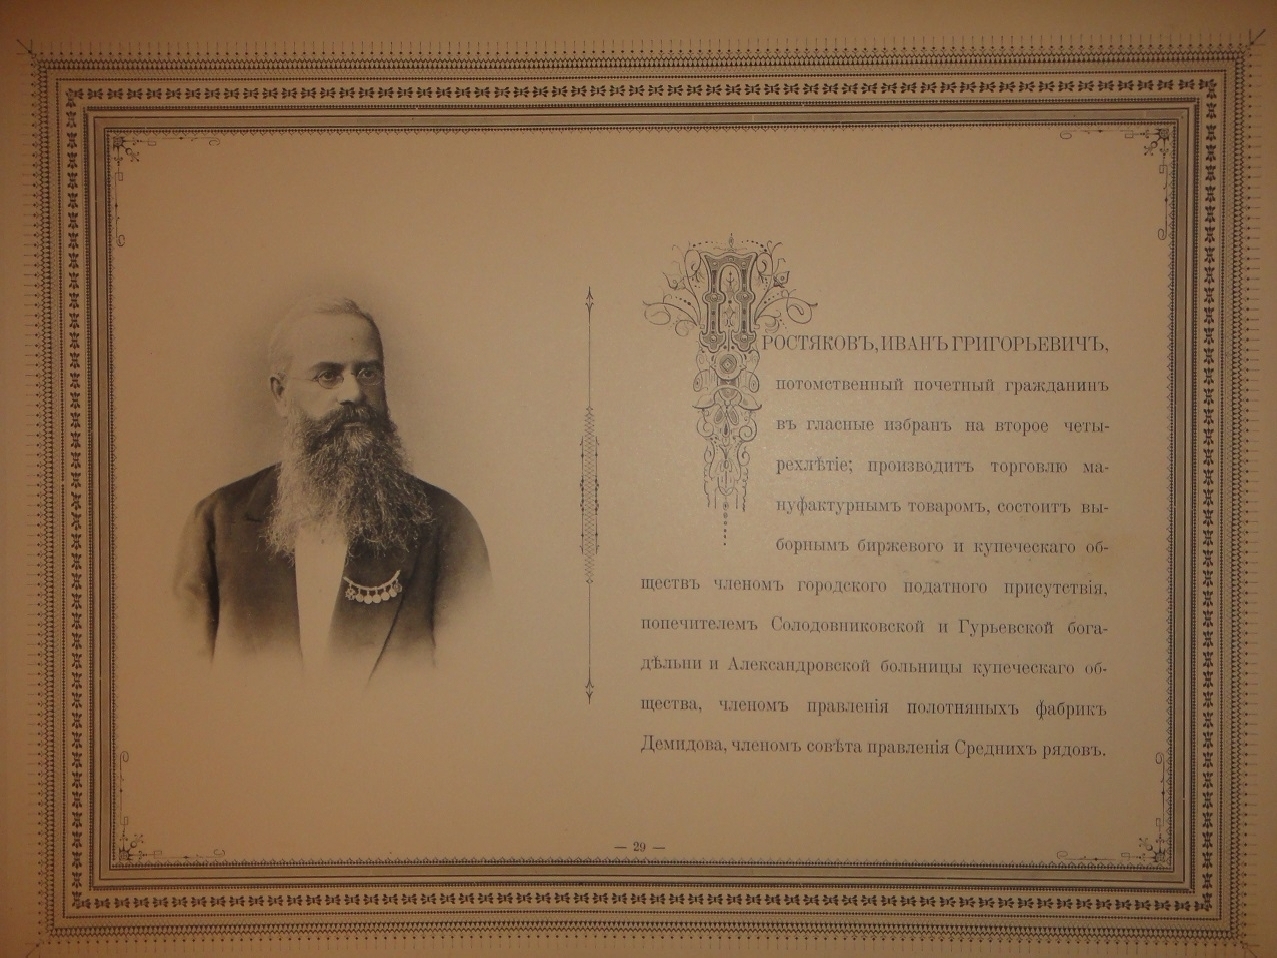 ПРОСТЯКОВЪ, ИВАНЪ ГРИГОРЬЕВИЧЪ,
потомственный почетный гражданинъ
въ гласные избранъ на второе четы-
рехлѣтіе; производитъ торговлю ма-
нуфактурнымъ товаромъ, состоитъ вы-
борнымъ биржевого и купеческаго об-
ществъ членомъ городского податного присутствія,
попечителемъ Солодовниковской и Гурьевской бога-
дѣльни и Александровской больницы купеческаго об-
щества, членомъ правленія полотняныхъ фабрикъ
Демидова, членомъ совѣта правленія Среднихъ рядовъ.
— 29 —